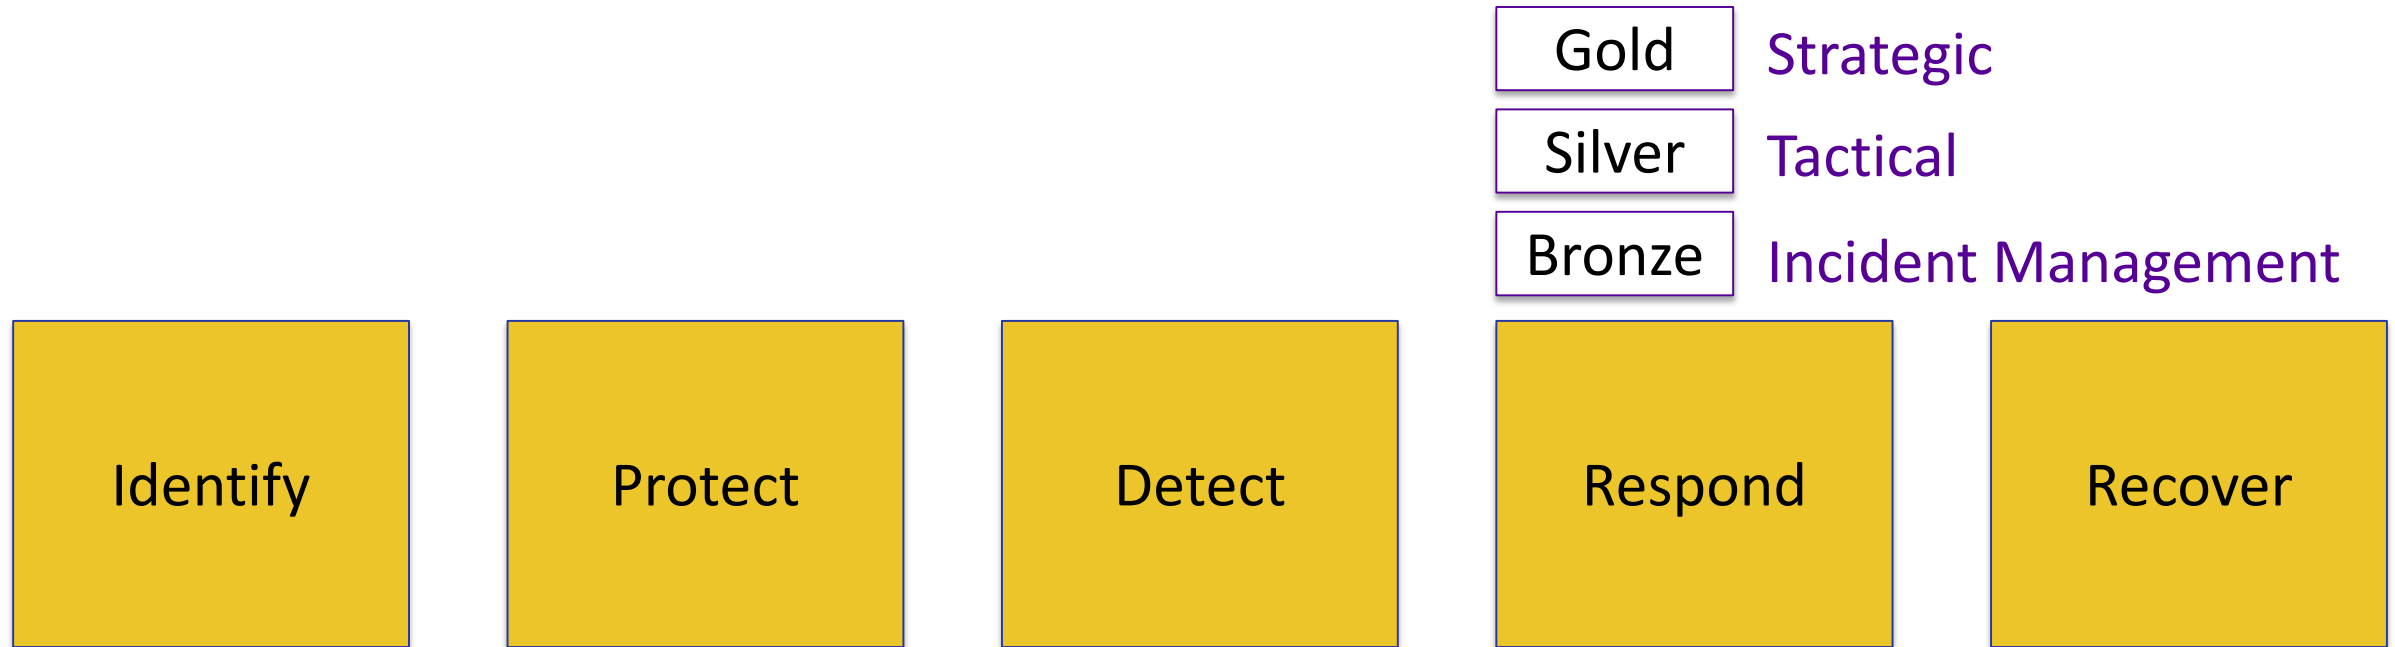 Gold Strategic
Silver Tactical
Bronze Incident Management
Identify Protect Detect Respond Recover